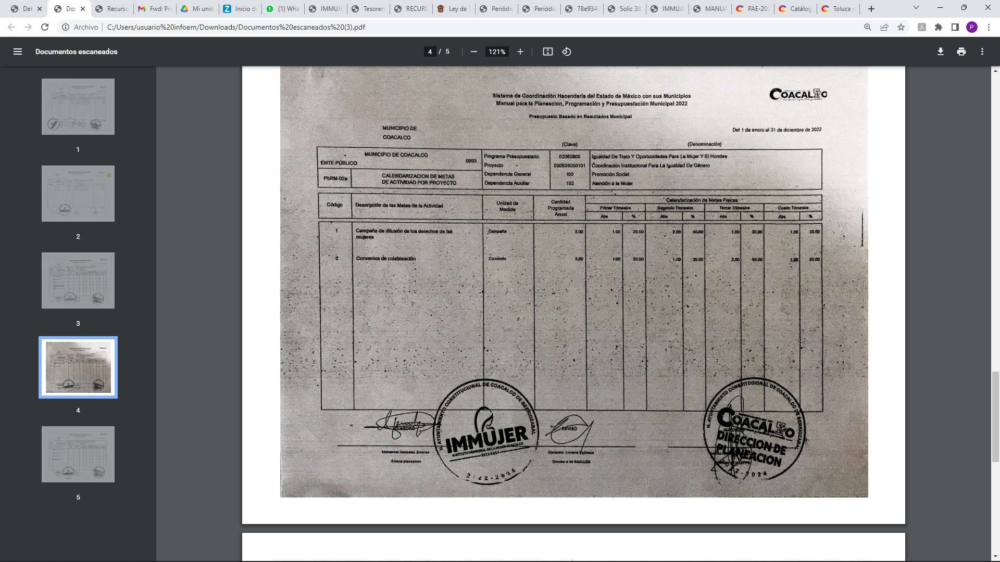 Det
Doc
Recurso
Fwd: Pro
Mi unid
Inicio de
(1) Wha
IMMUJE
Tesorerí
RECURS
Ley de T
Periódic
Periódic
78e934
Solic 38
IMMUJE
MANUA
PAE-202
Catálog
Toluca d
Archivo
C:/Users/usuario%20infoem/Downloads/Documentos%20escaneados%20(3).pdf
P
Documentos escaneados
4 / 5
121%
1
2
3
4
5
COACALCO
Sistema de Coordinación Hacendaria del Estado de México con sus Municipios
Manual para la Planeacion, Programación y Presupuestación Municipal 2022
Presupuesto Basado en Resultados Municipal
MUNICIPIO DE
COACALCO
Del 1 de enero al 31 de diciembre de 2022
(Clave) (Denominación)
MUNICIPIO DE COACALCO
ENTE PÚBLICO: 0093
PbRM-02a
CALENDARIZACION DE METAS
DE ACTIVIDAD POR PROYECTO
Programa Presupuestario 02060805 Igualdad De Trato Y Oportunidades Para La Mujer Y El Hombre
Proyecto 020608050101 Coordinación Institucional Para La Igualdad De Género
Dependencia General I00 Promoción Social
Dependencia Auxiliar 152 Atención a la Mujer
Código
Descripción de las Metas de la Actividad
Unidad de
Medida
Cantidad
Programada
Anual
Calendarización de Metas Fisicas
Primer Trimestre Segundo Trimestre Tercer Trimestre Cuarto Trimestre
Abs % Abs % Abs % Abs %
1 Campaña de difusión de los derechos de las Campaña 5.00 1.00 20.00 2.00 40.00 1.00 20.00 1.00 20.00
mujeres
2 Convenios de colaboración Convenio 5.00 1.00 20.00 1.00 20.00 2.00 40.00 1.00 20.00
ELABORÓ
Monserrat Gonzalez Jimenez
Enlace planeacion
H. AYUNTAMIENTO CONSTITUCIONAL DE COACALCO DE BERRIOZABAL
IMMUJER
INSTITUTO MUNICIPAL DE LA MUJER COACALCO
2022-2024
2022-2024
REVISÓ
Consuelo Luviano Espinoza
Directora de IMMUJER
H. AYUNTAMIENTO CONSTITUCIONAL DE COACALCO DE BERRIOZABAL
COACALCO
DIRECCION DE
PLANEACION